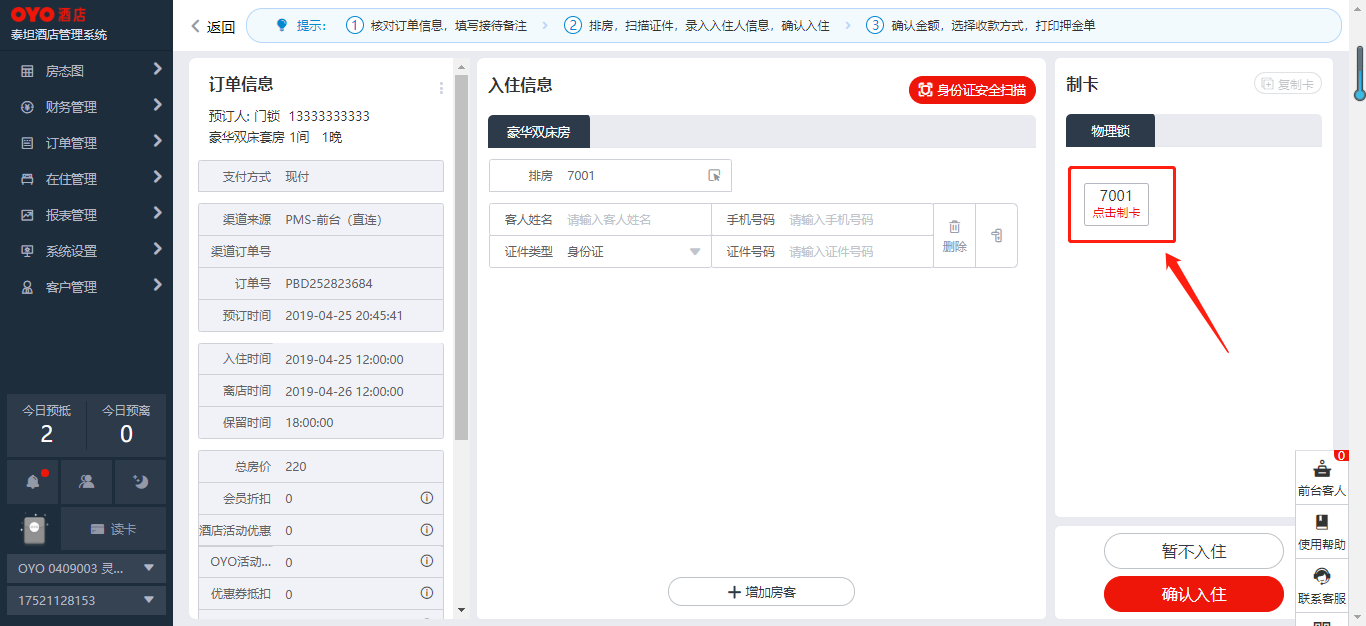 OYO 酒店
泰坦酒店管理系统
房态图
财务管理
订单管理
在住管理
报表管理
系统设置
客户管理
今日预抵
今日预离
2
0
读卡
OYO 0409003 灵...
17521128153
返回
提示: ① 核对订单信息，填写接待备注 ② 排房，扫描证件，录入入住人信息，确认入住 ③ 确认金额，选择收款方式，打印押金单
订单信息
预订人: 门锁 13333333333
豪华双床套房 1间 1晚
支付方式 现付
渠道来源 PMS-前台（直连）
渠道订单号
订单号 PBD252823684
预订时间 2019-04-25 20:45:41
入住时间 2019-04-25 12:00:00
离店时间 2019-04-26 12:00:00
保留时间 18:00:00
总房价 220
会员折扣 0
酒店活动优惠 0
OYO活动... 0
优惠券抵扣 0
入住信息
身份证安全扫描
豪华双床房
排房 7001
客人姓名 请输入客人姓名 手机号码 请输入手机号码
证件类型 身份证 证件号码 请输入证件号码
删除
增加房客
制卡
复制卡
物理锁
7001
点击制卡
0
前台客人
使用帮助
联系客服
暂不入住
确认入住